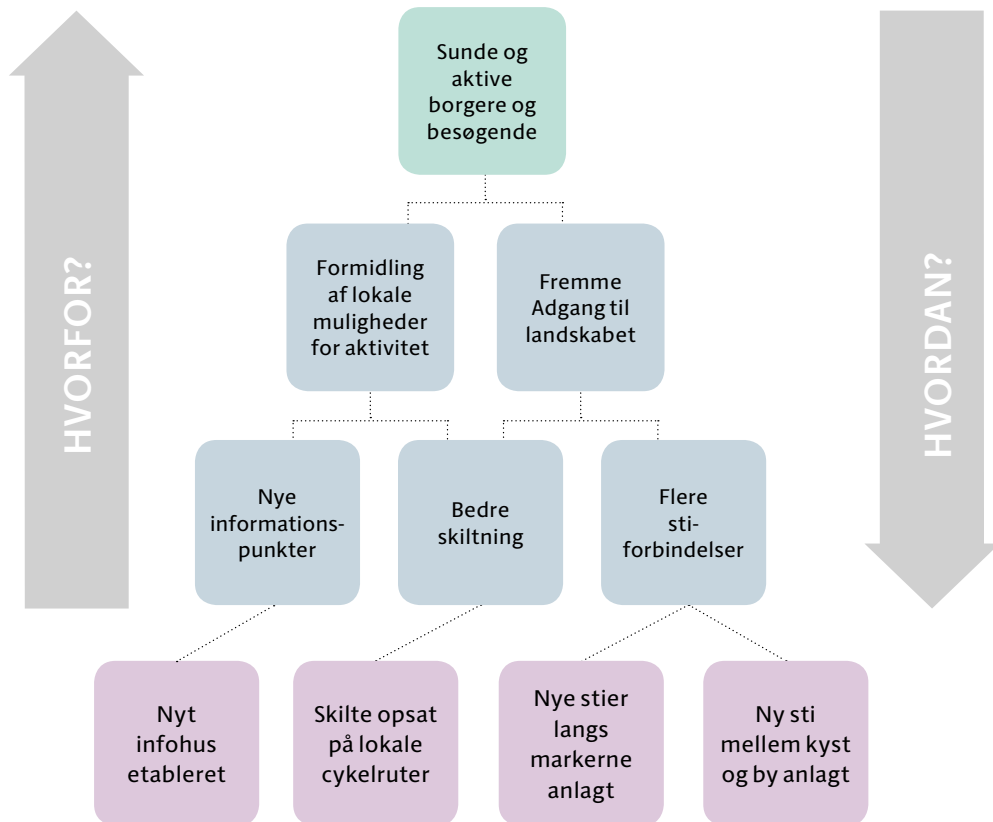 Sunde og
aktive
borgere og
besøgende
HVORFOR?
HVORDAN?
Formidling
af lokale
muligheder
for aktivitet
Fremme
Adgang til
landskabet
Nye
informations-
punkter
Bedre
skiltning
Flere
sti-
forbindelser
Nyt
infohus
etableret
Skilte opsat
på lokale
cykelruter
Nye stier
langs
markerne
anlagt
Ny sti
mellem kyst
og by anlagt